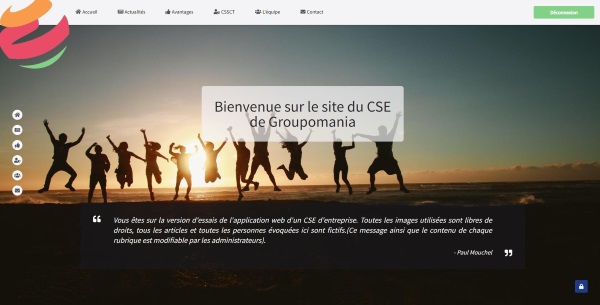 Accueil
Actualités
Avantages
CSSCT
L'équipe
Contact
Déconnexion
Bienvenue sur le site du CSE
de Groupomania
Vous êtes sur la version d'essais de l'application web d'un CSE d'entreprise. Toutes les images utilisées sont libres de
droits, tous les articles et toutes les personnes évoquées ici sont fictifs.(Ce message ainsi que le contenu de chaque
rubrique est modifiable par les administrateurs).
- Paul Mouchel